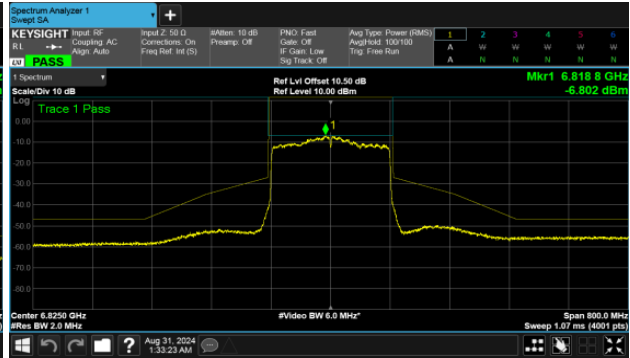 Spectrum Analyzer 1
Swept SA
+
KEYSIGHT Input: RF Input Z: 50 Ω #Atten: 10 dB PNO: Fast Avg Type: Power (RMS) 1 2 3 4 5 6
RL Coupling: AC Corrections: On Preamp: Off Gate: Off Avg|Hold: 100/100 A W W W W W
Align: Auto Freq Ref: Int (S) IF Gain: Low Trig: Free Run
EXT PASS Sig Track: Off A N N N N N
1 Spectrum Ref Lvl Offset 10.50 dB Mkr1 6.818 8 GHz
Scale/Div 10 dB Ref Level 10.00 dBm -6.802 dBm
Log
Trace 1 Pass
0.00
1
-10.0
-20.0
-30.0
-40.0
-50.0
-60.0
-70.0
-80.0
Center 6.8250 GHz #Video BW 6.0 MHz* Span 800.0 MHz
#Res BW 2.0 MHz Sweep 1.07 ms (4001 pts)
? Aug 31, 2024
1:33:23 AM